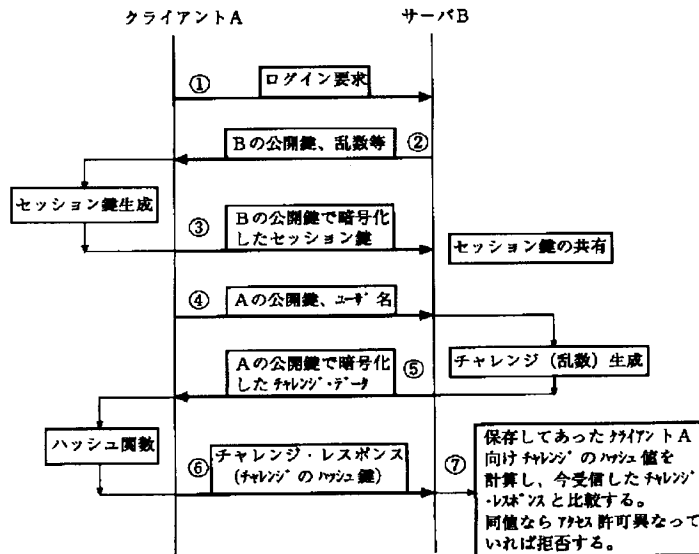 クライアントA
サーバB
①
ログイン要求
Bの公開鍵、乱数等
②
セッション鍵生成
③
Bの公開鍵で暗号化
したセッション鍵
セッション鍵の共有
④
Aの公開鍵、ユーザ名
チャレンジ(乱数)生成
Aの公開鍵で暗号化
したチャレンジ・データ
⑤
ハッシュ関数
⑥
チャレンジ・レスポンス
(チャレンジのハッシュ鍵)
⑦
保存してあったクライアントA
向けチャレンジのハッシュ値を
計算し、今受信したチャレンジ
・レスポンスと比較する。
同値ならアクセス許可異なって
いれば拒否する。